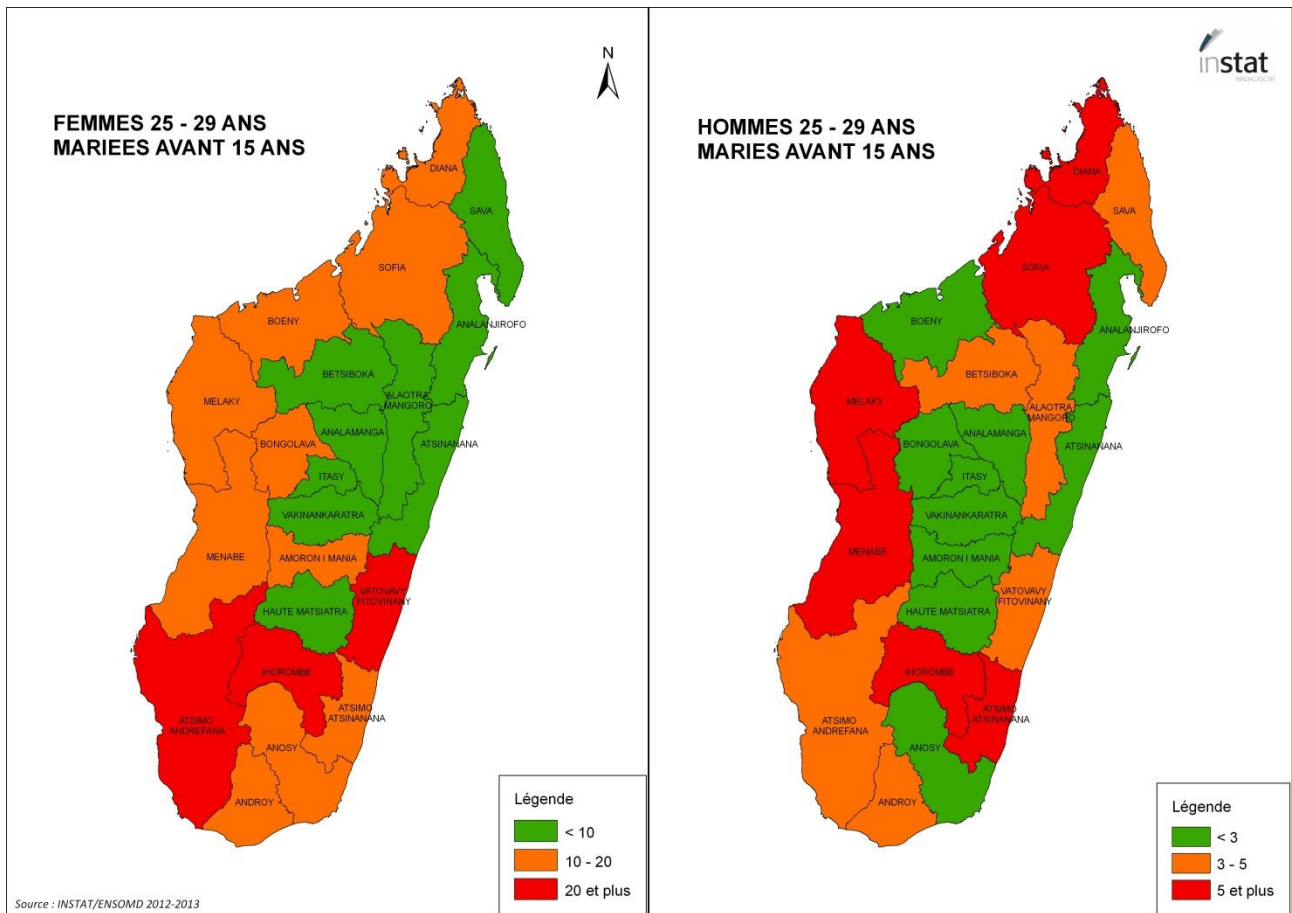 FEMMES 25 - 29 ANS
MARIEES AVANT 15 ANS
N
DIANA
SAVA
SOFIA
BOENY
ANALANJIROFO
BETSIBOKA
MELAKY
ALAOTRA
MANGORO
ANALAMANGA
BONGOLAVA
ATSINANANA
ITASY
VAKINANKARATRA
MENABE
AMORON I MANIA
VATOVAVY
FITOVINANY
HAUTE MATSIATRA
IHOROMBE
ATSIMO
ATSINANANA
ATSIMO
ANDREFANA
ANOSY
ANDROY
Légende
< 10
10 - 20
20 et plus
Source : INSTAT/ENSOMD 2012-2013
instat
MADAGASCAR
HOMMES 25 - 29 ANS
MARIES AVANT 15 ANS
DIANA
SAVA
SOFIA
BOENY
ANALANJIROFO
BETSIBOKA
MELAKY
ALAOTRA
MANGORO
ANALAMANGA
BONGOLAVA
ATSINANANA
ITASY
VAKINANKARATRA
MENABE
AMORON I MANIA
VATOVAVY
FITOVINANY
HAUTE MATSIATRA
IHOROMBE
ATSIMO
ATSINANANA
ATSIMO
ANDREFANA
ANOSY
ANDROY
Légende
< 3
3 - 5
5 et plus